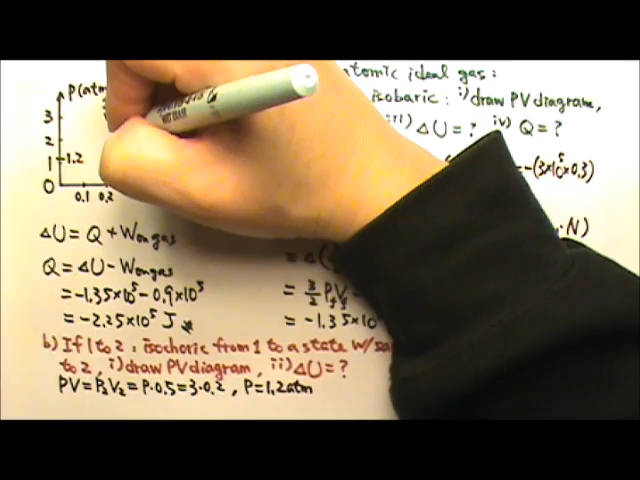 atomic ideal gas:
P(atm
isobaric: i) draw PV diagram,
3
iii) ΔU = ? iv) Q = ?
2
1 1.2
= -(3×10⁵·0.3)
0
0.1 0.2
·N)
ΔU = Q + Won gas
= Δ(
Q = ΔU - Won gas
= -1.35×10⁵ - 0.9×10⁵
= 3/2 P
= -2.25×10⁵ J
= -1.35×10
b) If 1 to 2: isochoric from 1 to a state w/
to 2, i) draw PV diagram, ii) ΔU = ?
PV = P₂V₂ = P·0.5 = 3·0.2, P = 1.2atm